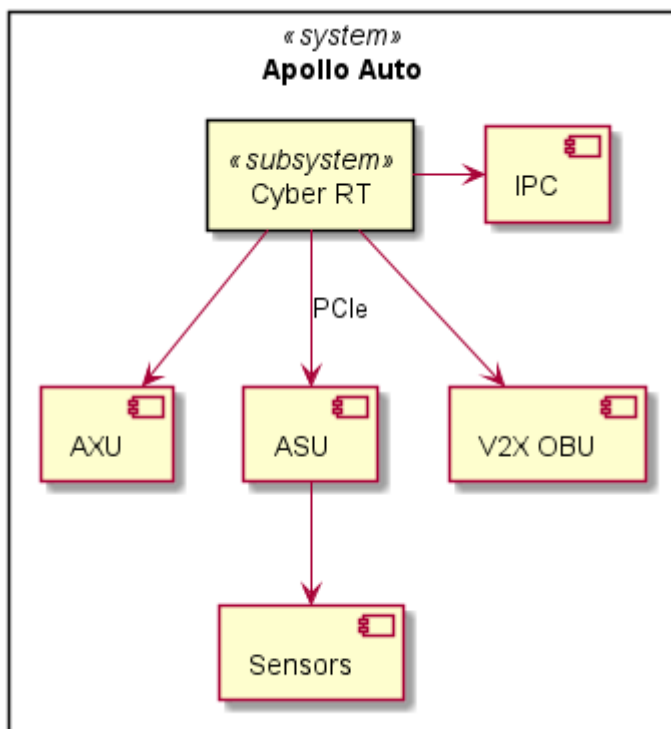 «system»
Apollo Auto
«subsystem»
Cyber RT
IPC
PCIe
AXU
ASU
V2X OBU
Sensors